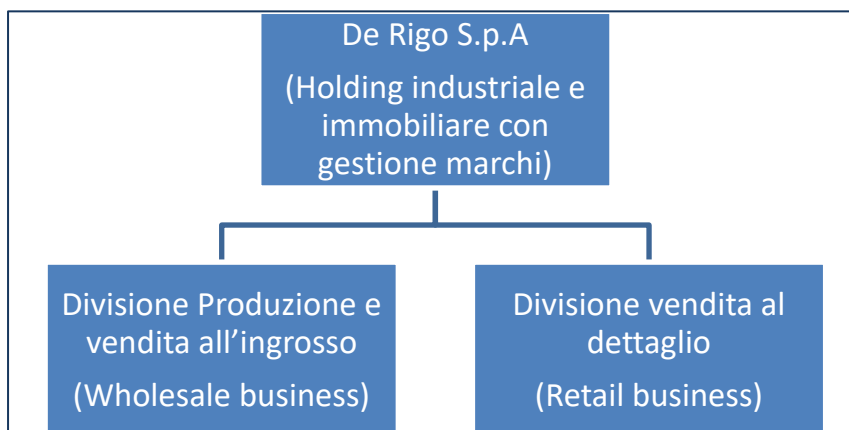 De Rigo S.p.A
(Holding industriale e
immobiliare con
gestione marchi)
Divisione Produzione e
vendita all’ingrosso
(Wholesale business)
Divisione vendita al
dettaglio
(Retail business)